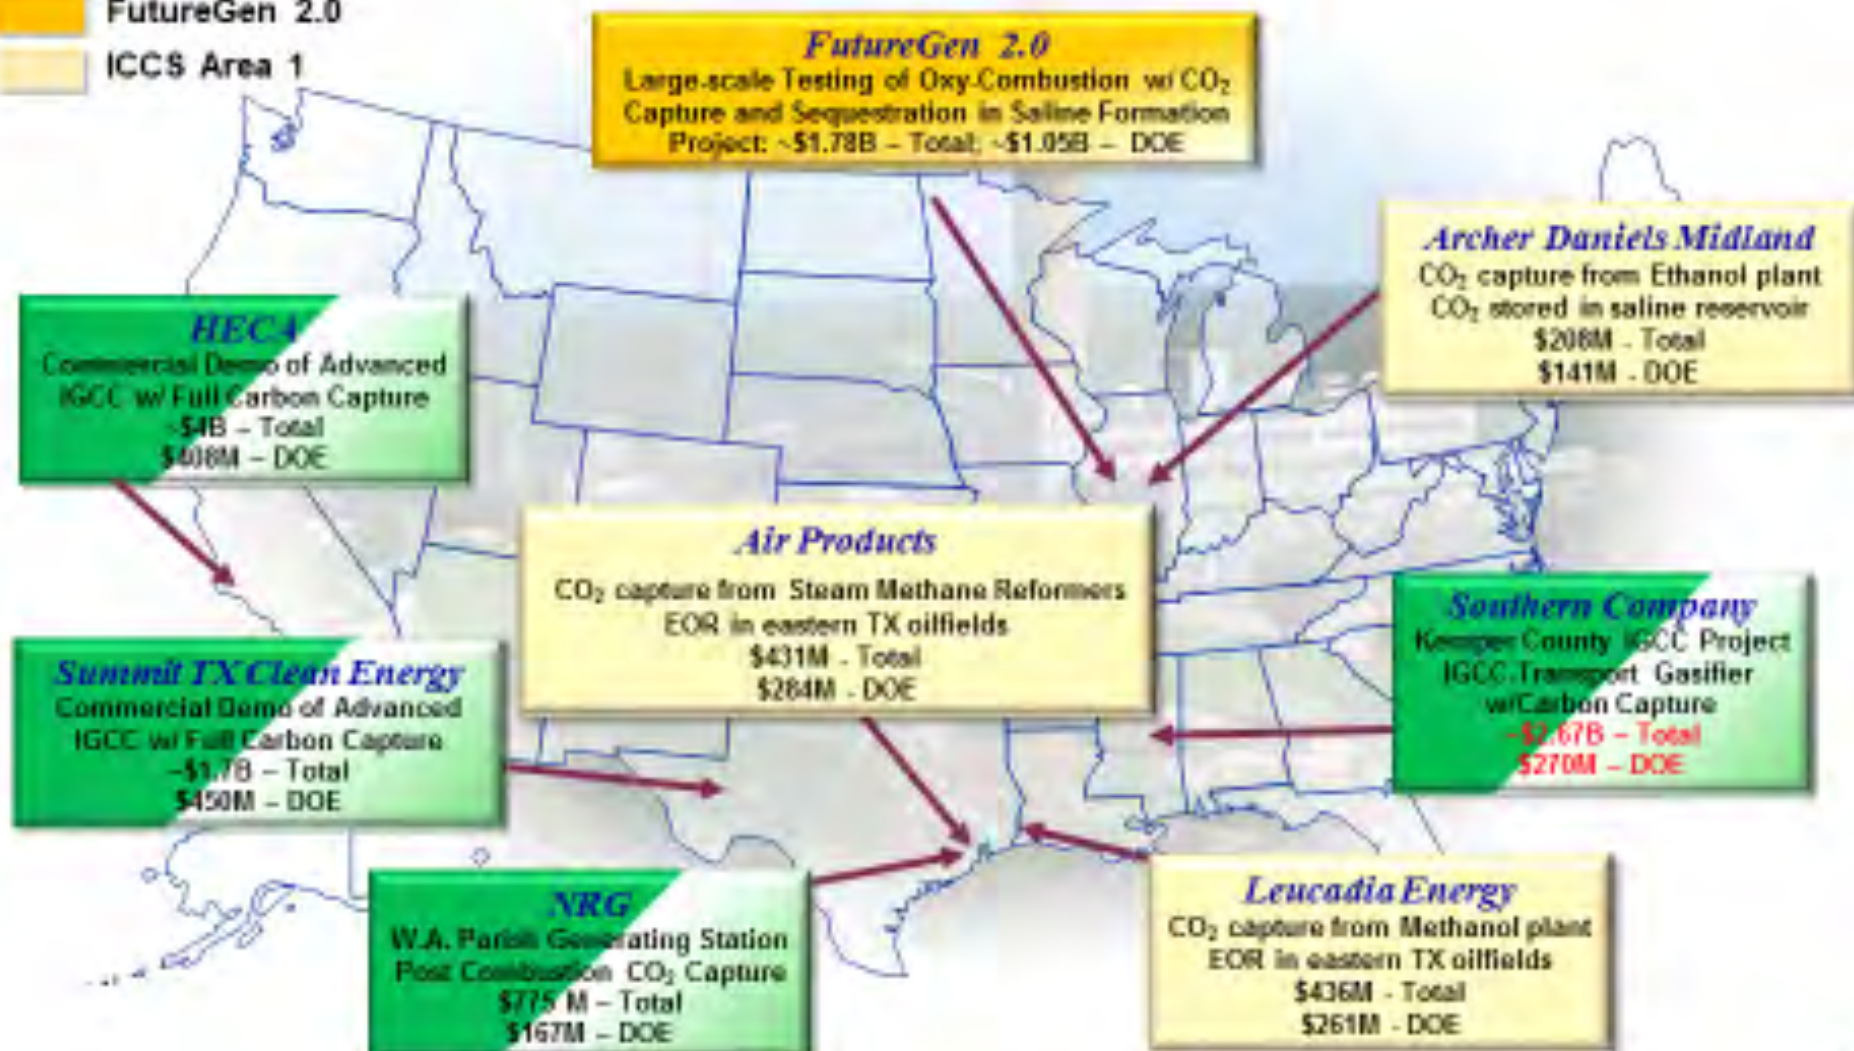 FutureGen 2.0
ICCS Area 1
FutureGen 2.0
Large-scale Testing of Oxy-Combustion w/ CO₂
Capture and Sequestration in Saline Formation
Project: ~$1.78B – Total; ~$1.05B – DOE
Archer Daniels Midland
CO₂ capture from Ethanol plant
CO₂ stored in saline reservoir
$208M - Total
$141M - DOE
HECA
Commercial Demo of Advanced
IGCC w/ Full Carbon Capture
~$4B – Total
$408M – DOE
Air Products
CO₂ capture from Steam Methane Reformers
EOR in eastern TX oilfields
$431M - Total
$284M - DOE
Southern Company
Kemper County IGCC Project
IGCC-Transport Gasifier
w/Carbon Capture
~$2.67B – Total
$270M – DOE
Summit TX Clean Energy
Commercial Demo of Advanced
IGCC w/ Full Carbon Capture
~$1.7B – Total
$450M – DOE
NRG
W.A. Parish Generating Station
Post Combustion CO₂ Capture
$775 M – Total
$167M – DOE
Leucadia Energy
CO₂ capture from Methanol plant
EOR in eastern TX oilfields
$436M - Total
$261M - DOE